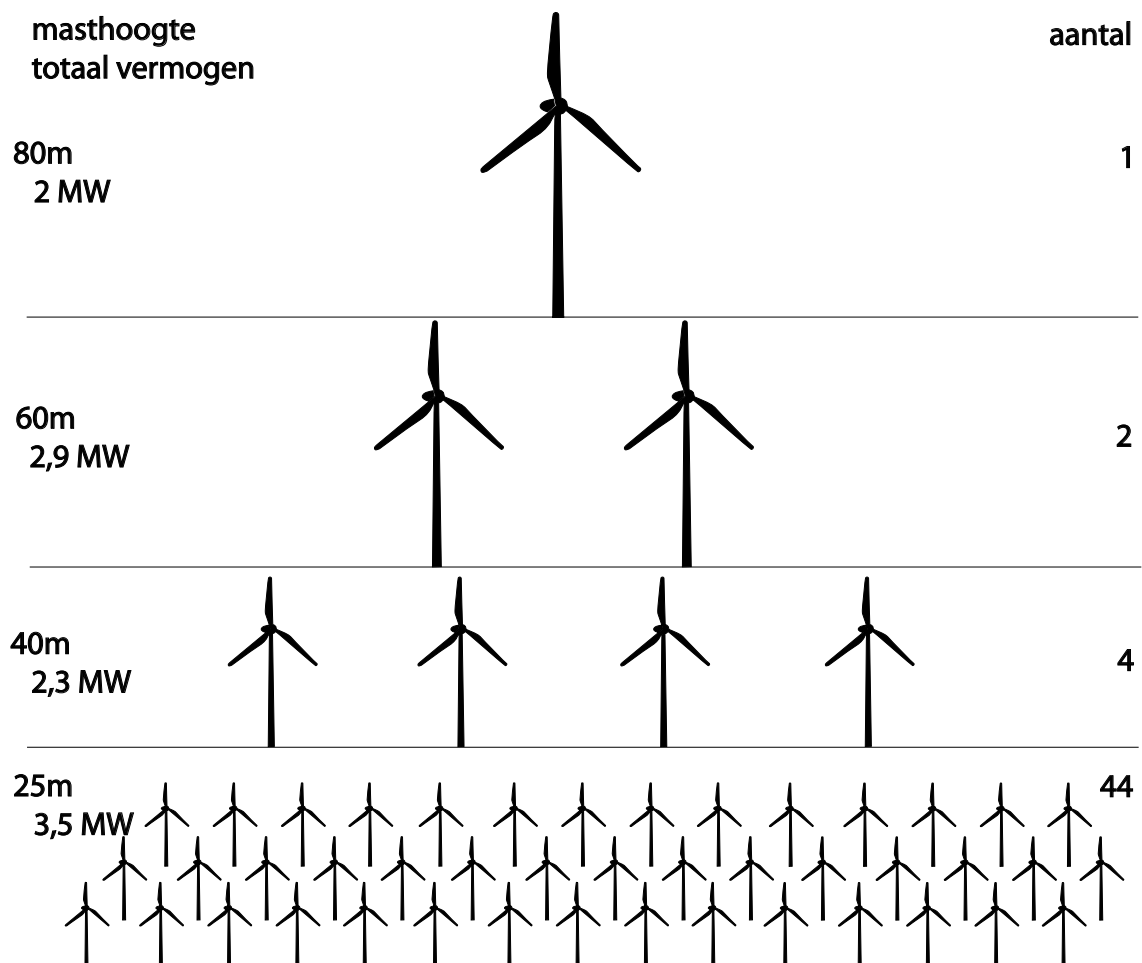 masthoogte
totaal vermogen
aantal
80m
2 MW
1
60m
2,9 MW
2
40m
2,3 MW
4
25m
3,5 MW
44